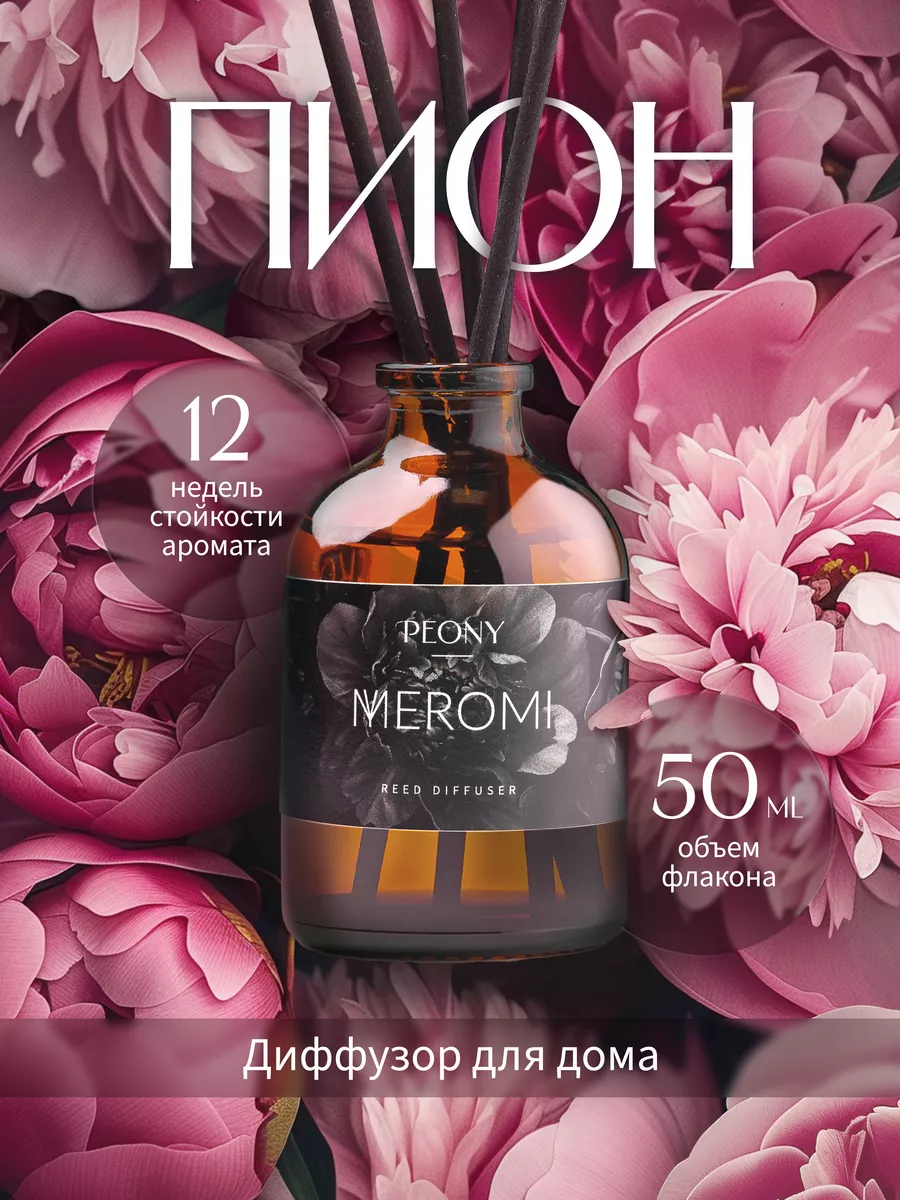 ПИОН
12
недель
стойкости
аромата
PEONY
MEROMI
REED DIFFUSER
50 ML
объем
флакона
Диффузор для дома